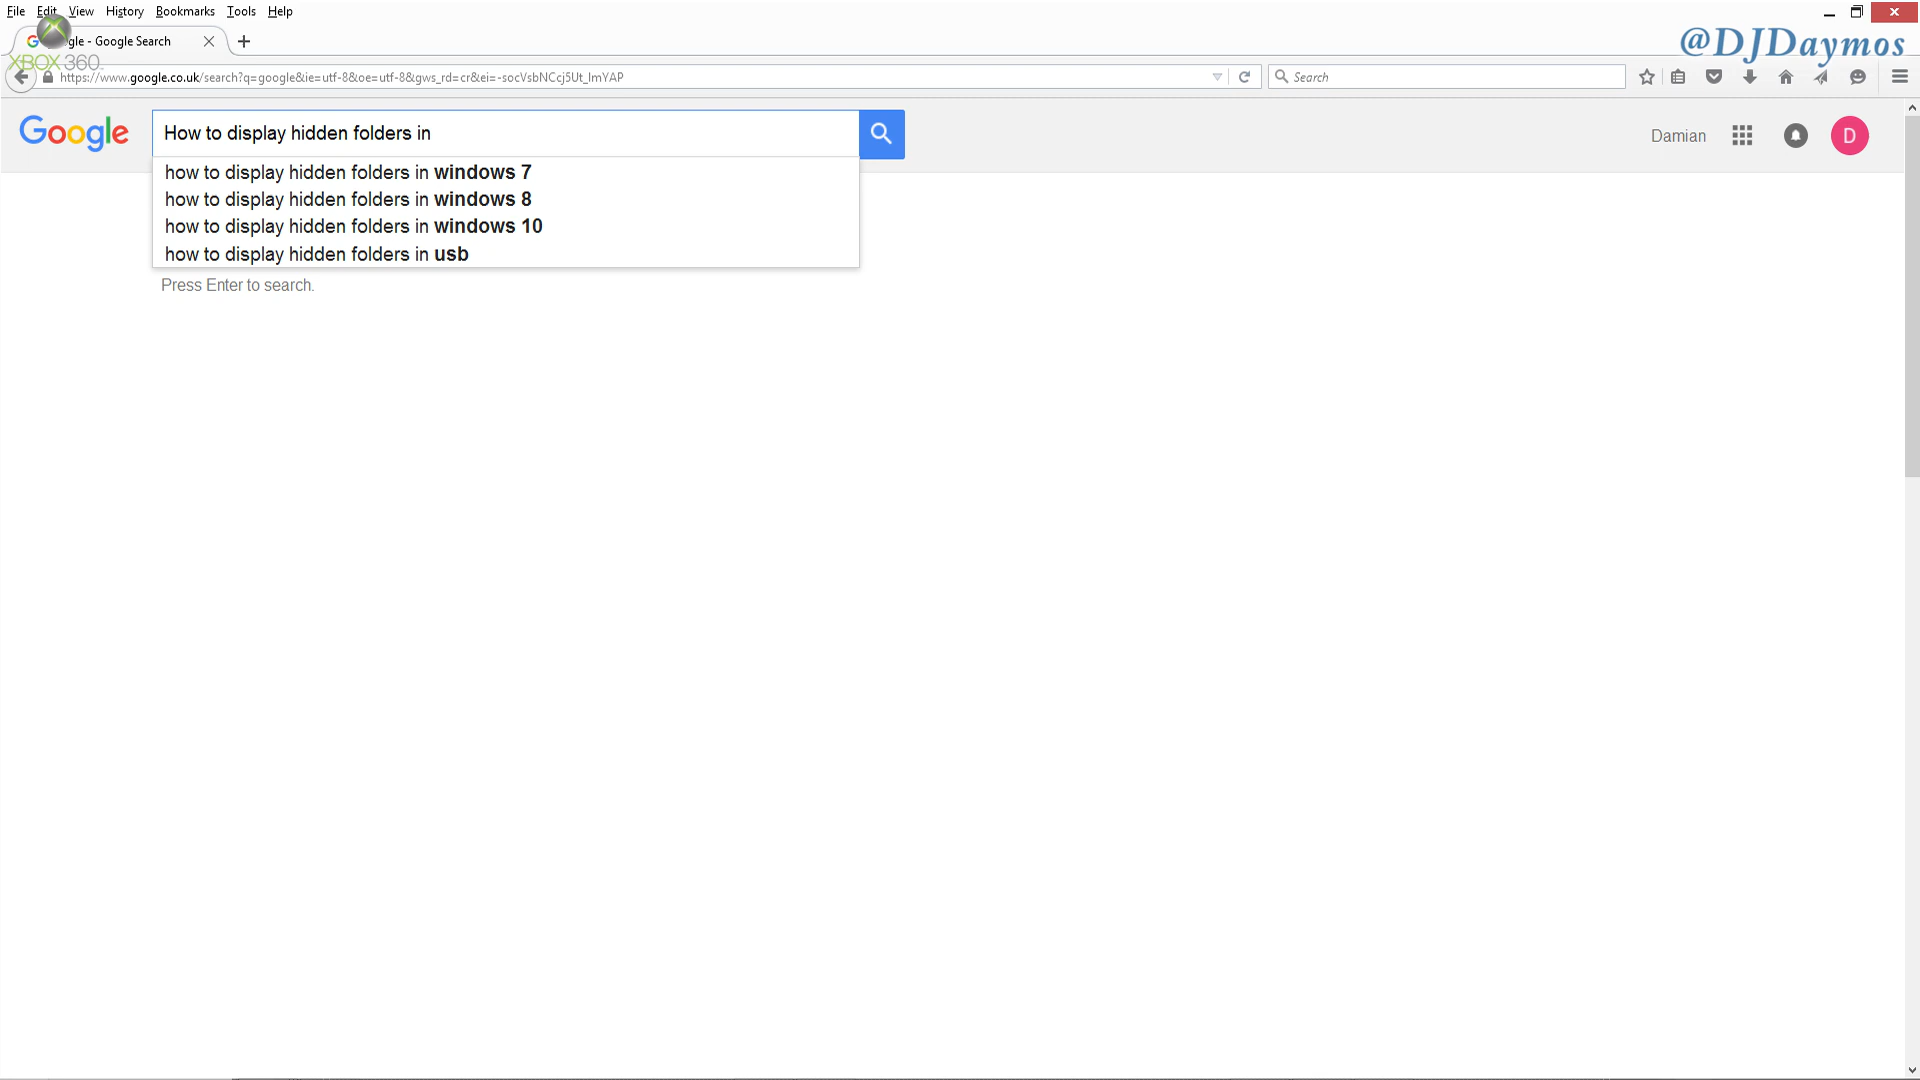 File Edit View History Bookmarks Tools Help
gle - Google Search
@DJDaymos
XBOX 360
https://www.google.co.uk/search?q=google&ie=utf-8&oe=utf-8&gws_rd=cr&ei=-socVsbNCcj5Ut_lmYAP
Search
Google
How to display hidden folders in
Damian
D
how to display hidden folders in windows 7
how to display hidden folders in windows 8
how to display hidden folders in windows 10
how to display hidden folders in usb
Press Enter to search.